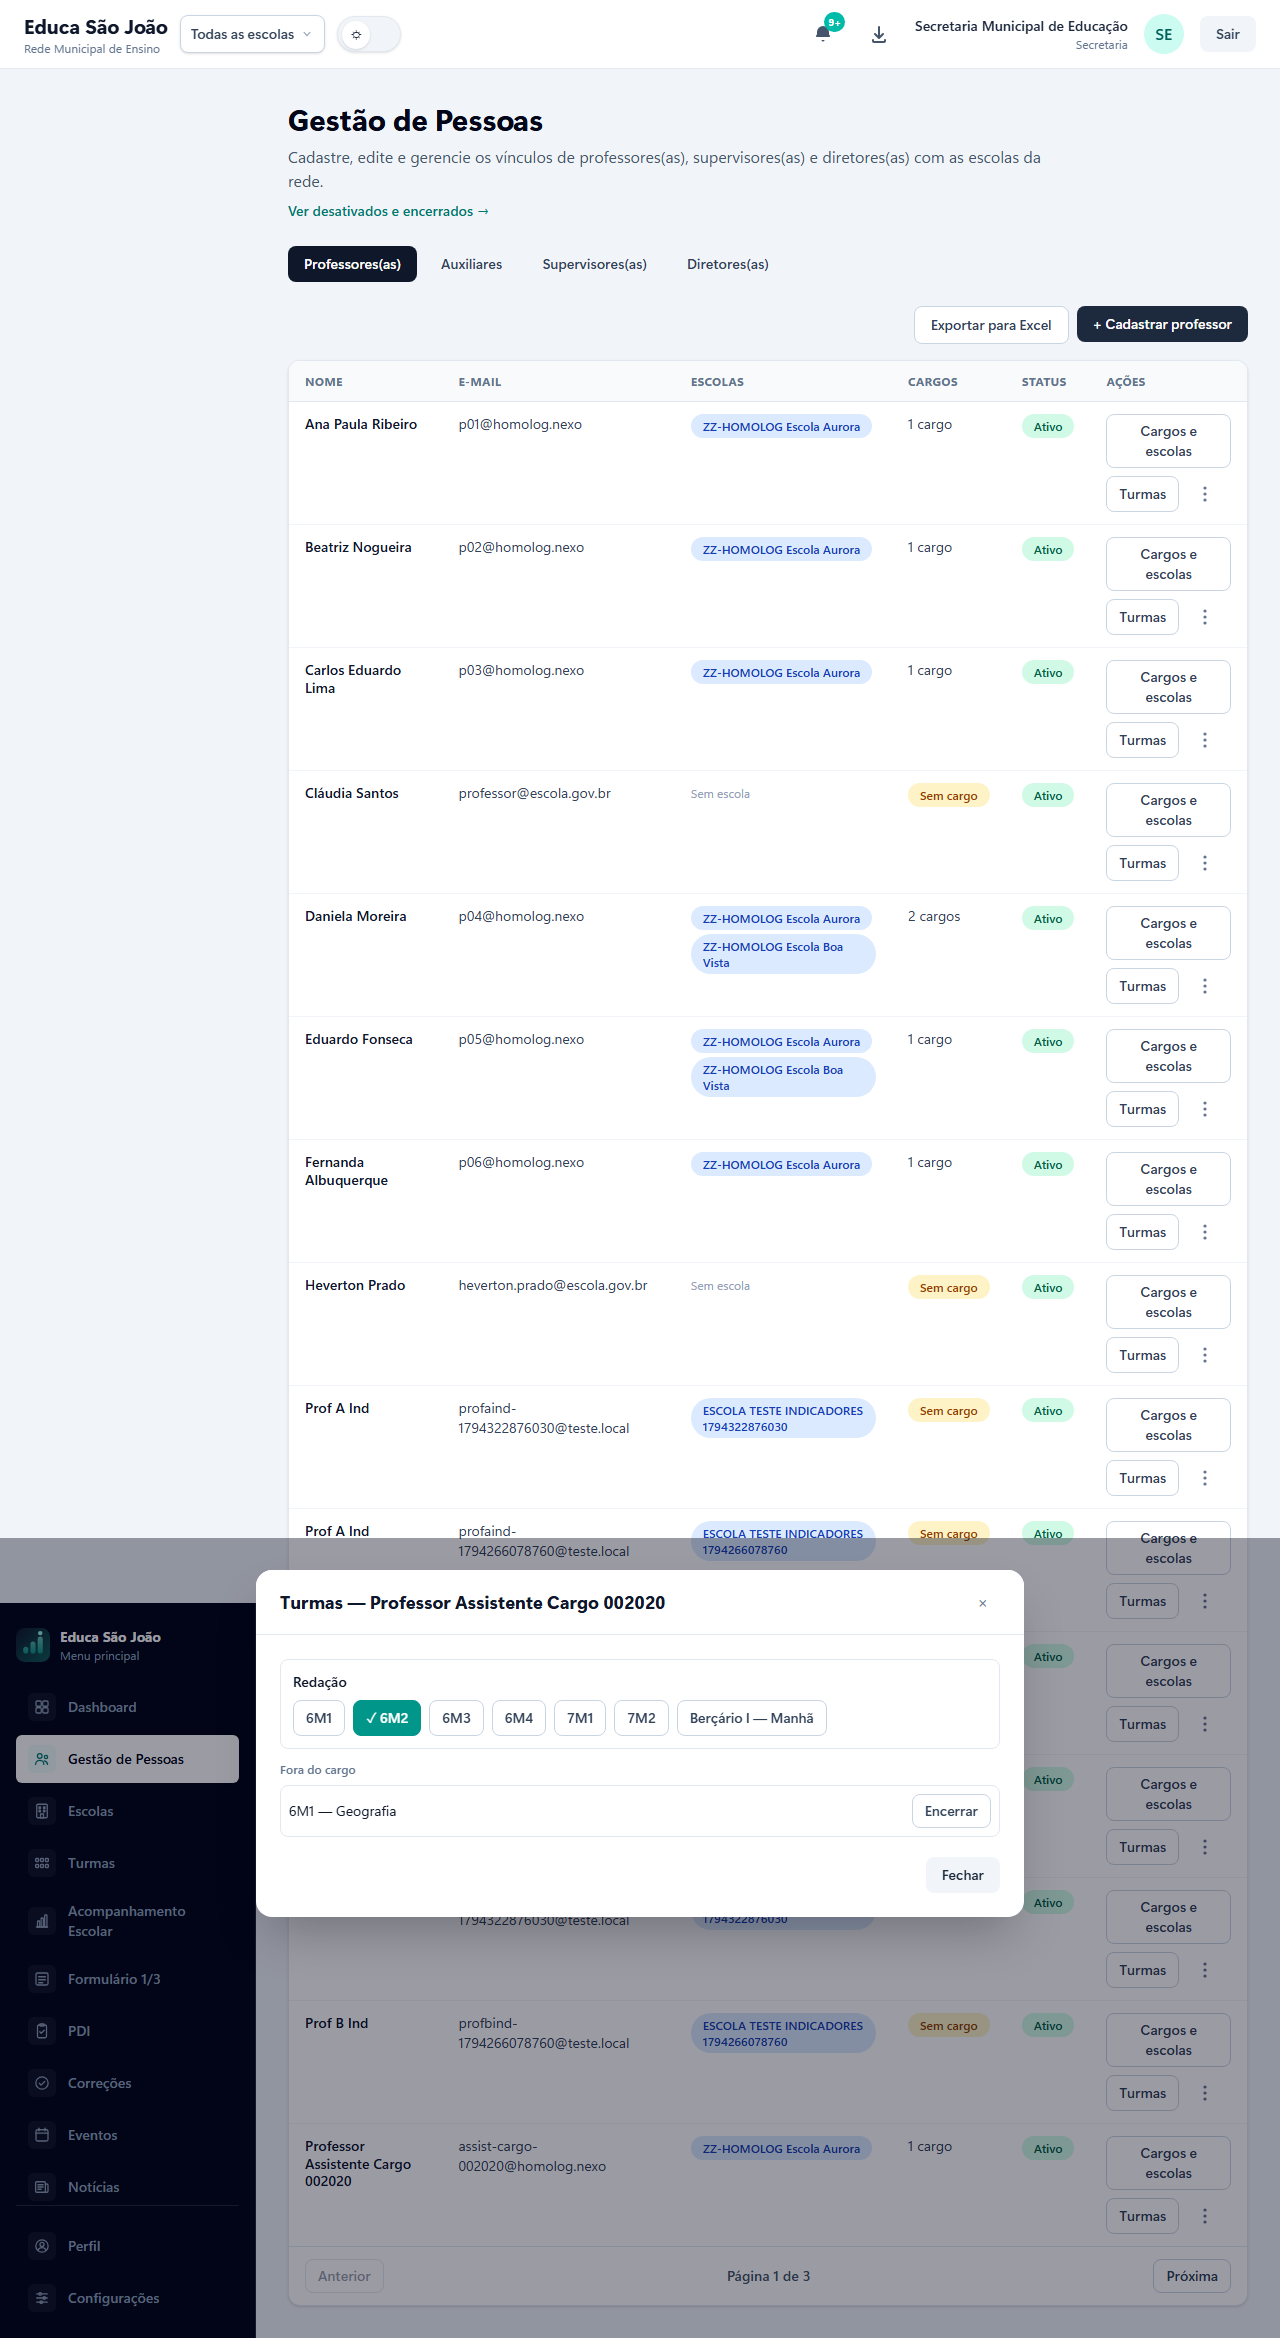 Educa São João
Rede Municipal de Ensino
Todas as escolas
9+
Secretaria Municipal de Educação
Secretaria
SE
Sair
Gestão de Pessoas
Cadastre, edite e gerencie os vínculos de professores(as), supervisores(as) e diretores(as) com as escolas da
rede.
Ver desativados e encerrados →
Professores(as)
Auxiliares
Supervisores(as)
Diretores(as)
Exportar para Excel
+ Cadastrar professor
NOME E-MAIL ESCOLAS CARGOS STATUS AÇÕES
Ana Paula Ribeiro p01@homolog.nexo ZZ-HOMOLOG Escola Aurora 1 cargo Ativo
Cargos e
escolas
Turmas
Beatriz Nogueira p02@homolog.nexo ZZ-HOMOLOG Escola Aurora 1 cargo Ativo
Cargos e
escolas
Turmas
Carlos Eduardo
Lima
p03@homolog.nexo ZZ-HOMOLOG Escola Aurora 1 cargo Ativo
Cargos e
escolas
Turmas
Cláudia Santos professor@escola.gov.br Sem escola Sem cargo Ativo
Cargos e
escolas
Turmas
Daniela Moreira p04@homolog.nexo ZZ-HOMOLOG Escola Aurora
ZZ-HOMOLOG Escola Boa
Vista
2 cargos Ativo
Cargos e
escolas
Turmas
Eduardo Fonseca p05@homolog.nexo ZZ-HOMOLOG Escola Aurora
ZZ-HOMOLOG Escola Boa
Vista
1 cargo Ativo
Cargos e
escolas
Turmas
Fernanda
Albuquerque
p06@homolog.nexo ZZ-HOMOLOG Escola Aurora 1 cargo Ativo
Cargos e
escolas
Turmas
Heverton Prado heverton.prado@escola.gov.br Sem escola Sem cargo Ativo
Cargos e
escolas
Turmas
Prof A Ind
profaind-
1794322876030@teste.local
ESCOLA TESTE INDICADORES
1794322876030
Sem cargo Ativo
Cargos e
escolas
Turmas
Prof A Ind
profaind-
1794266078760@teste.local
ESCOLA TESTE INDICADORES
1794266078760
Sem cargo Ativo
Cargos e
escolas
Turmas
Ativo
Cargos e
escolas
Turmas
Ativo
Cargos e
escolas
Turmas
1794322876030@teste.local
1794322876030
Ativo
Cargos e
escolas
Turmas
Prof B Ind
profbind-
1794266078760@teste.local
ESCOLA TESTE INDICADORES
1794266078760
Sem cargo Ativo
Cargos e
escolas
Turmas
Professor
Assistente Cargo
002020
assist-cargo-
002020@homolog.nexo
ZZ-HOMOLOG Escola Aurora
1 cargo Ativo
Cargos e
escolas
Turmas
Anterior
Página 1 de 3
Próxima
Turmas — Professor Assistente Cargo 002020
×
Redação
6M1
✓ 6M2
6M3
6M4
7M1
7M2
Berçário I — Manhã
Fora do cargo
6M1 — Geografia
Encerrar
Fechar
Educa São João
Menu principal
Dashboard
Gestão de Pessoas
Escolas
Turmas
Acompanhamento
Escolar
Formulário 1/3
PDI
Correções
Eventos
Notícias
Perfil
Configurações